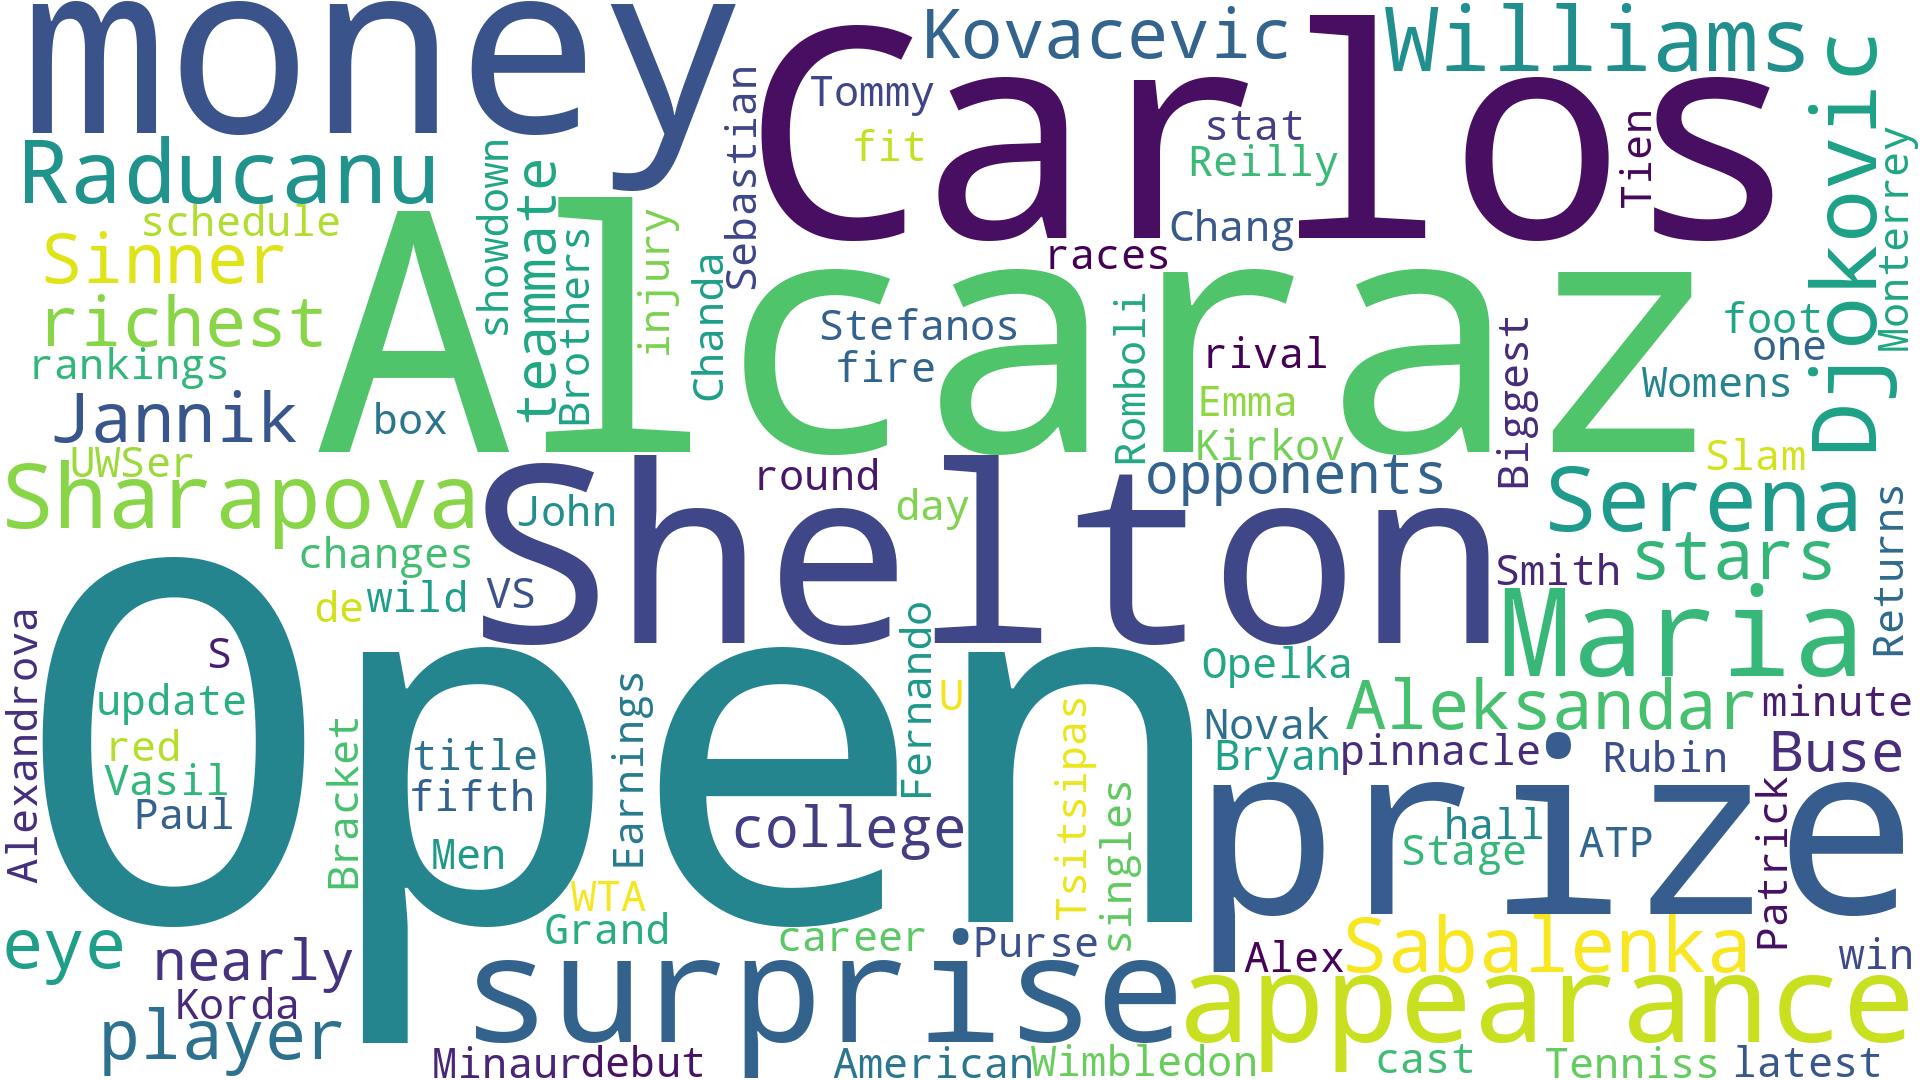 money
Carlos
Kovacevic
Williams
Djokovic
Tommy
fit
stat
Reilly
Tien
Monterrey
Raducanu
schedule
Sinner
richest
rankings
Jannik
box
showdown
teammate
Brothers
injury
Chanda
Sebastian
Chang
races
Alcaraz
Stefanos
fire
Romboli
rival
Emma
Kirkov
Biggest
foot
one
Womens
Slam
UWSer
Sharapova
John
changes
de
wild
VS
round
day
Shelton
opponents
Serena
stars
Smith
Maria
Returns
Alexandrova
S
update
red
Vasil
Paul
Open
Bracket
title
fifth
Men
Earnings
Fernando
U
college
Tsitsipas
singles
Opelka
Aleksandar
minute
Novak
Bryan
pinnacle
Rubin
Buse
prize
hall
Stage
ATP
Patrick
eye
nearly
Korda
player
WTA
Grand
career
Purse
Alex
Sabalenka
win
surprise
appearance
Minaur
debut
American
Wimbledon
cast
Tenniss
latest